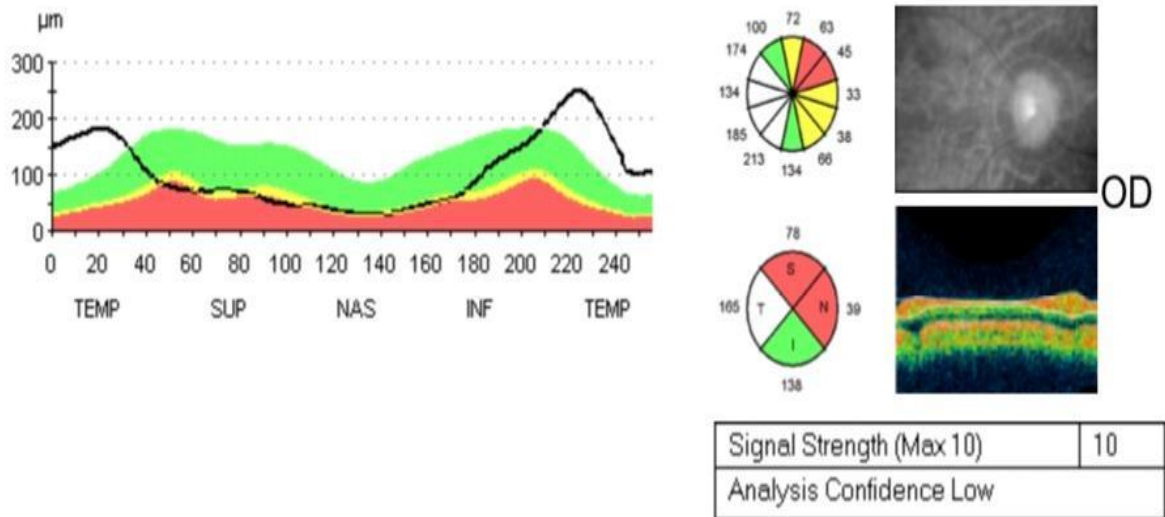 µm
300
200
100
0
0 20 40 60 80 100 120 140 160 180 200 220 240
TEMP SUP NAS INF TEMP
72
100 63
174 45
134 33
185 38
213 66
134
78
S
165 T N 39
I
138
OD
Signal Strength (Max 10) 10
Analysis Confidence Low